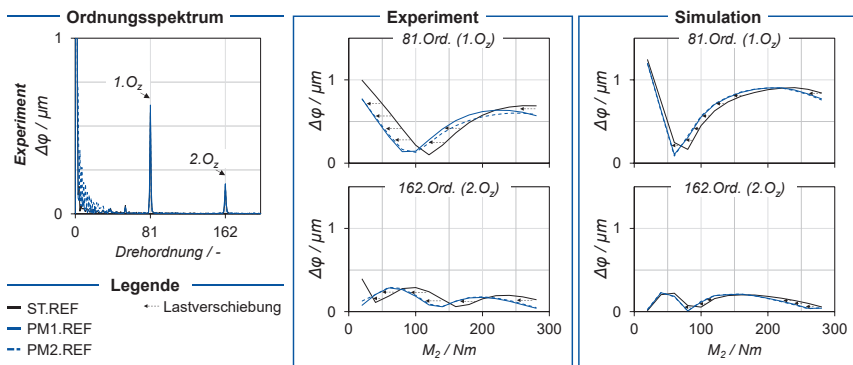 Ordnungsspektrum
Experiment
Δφ / μm
1
0
1.O_z
2.O_z
0
81
162
Drehordnung / -
Legende
ST.REF
Lastverschiebung
PM1.REF
PM2.REF
Experiment
81.Ord. (1.O_z)
Δφ / μm
1
0
162.Ord. (2.O_z)
Δφ / μm
1
0
0
100
200
300
M_2 / Nm
Simulation
81.Ord. (1.O_z)
Δφ / μm
1
0
162.Ord. (2.O_z)
Δφ / μm
1
0
0
100
200
300
M_2 / Nm